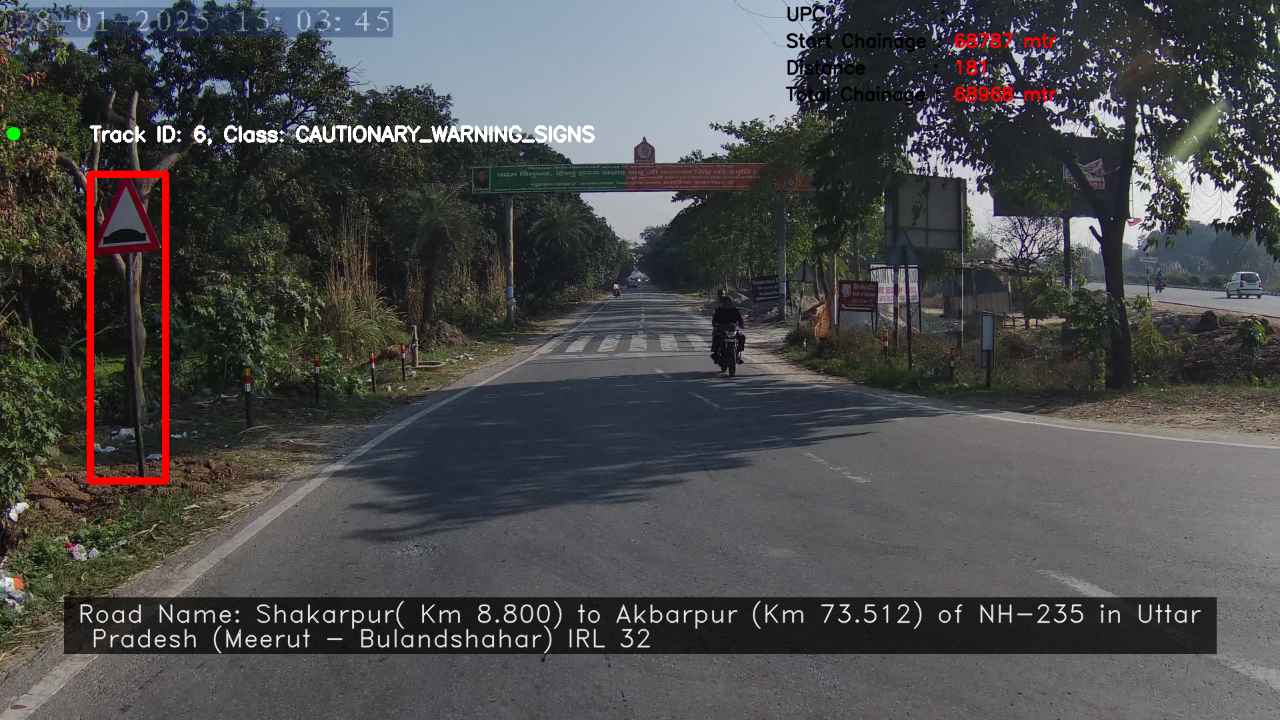 28-01-2025 15:03:45
UPC :
Start Chainage : 68787 mtr
Distance : 181
Total Chainage : 68968 mtr
Track ID: 6, Class: CAUTIONARY_WARNING_SIGNS
Road Name: Shakarpur( Km 8.800) to Akbarpur (Km 73.512) of NH-235 in Uttar
Pradesh (Meerut - Bulandshahar) IRL 32